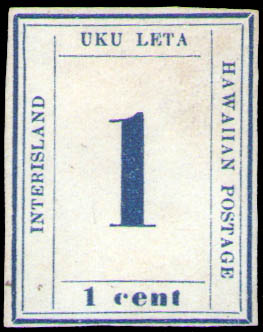 UKU LETA
INTERISLAND
1
HAWAIIAN POSTAGE
1 cent